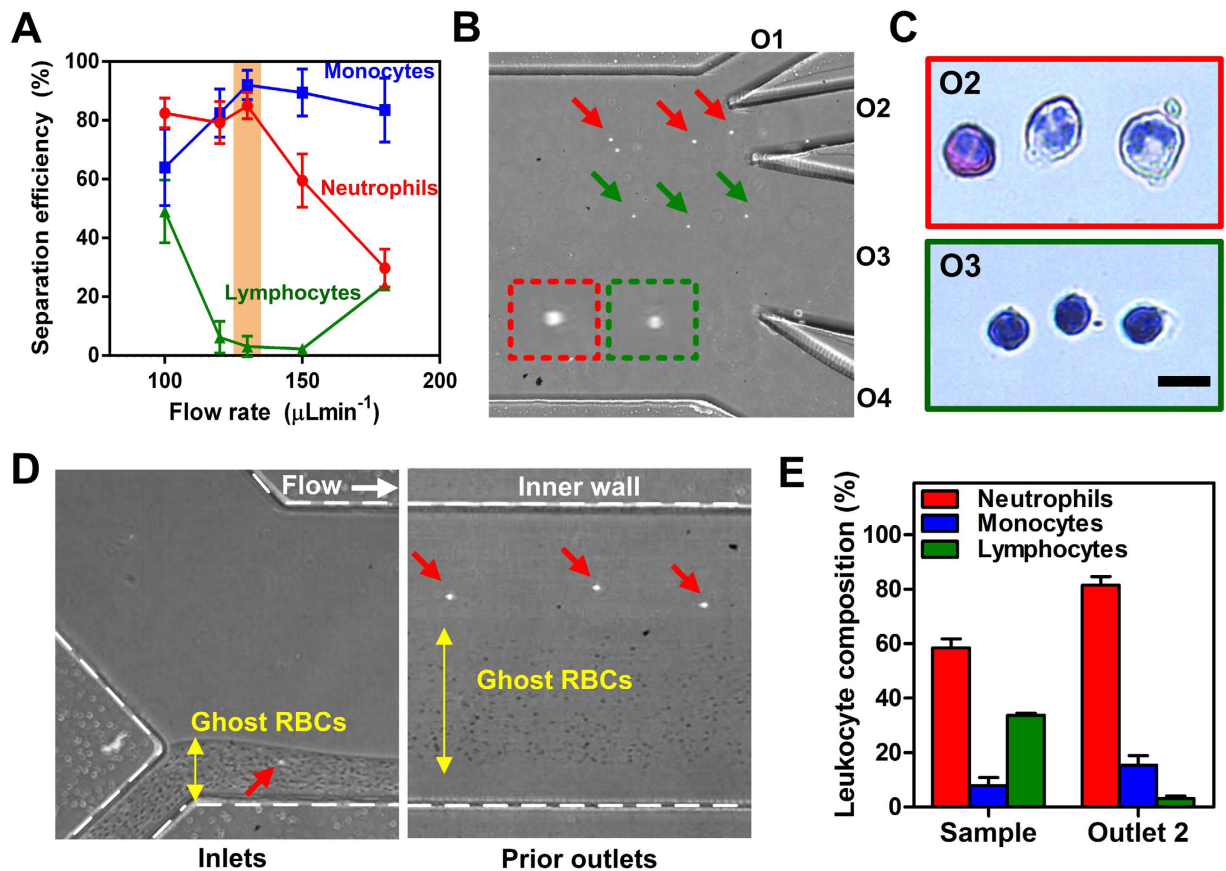 A
Separation efficiency (%)
100
80
60
40
20
0
Monocytes
Neutrophils
Lymphocytes
100
150
200
Flow rate (μLmin⁻¹)
B
O1
O2
O3
O4
C
O2
O3
D
Flow
Ghost RBCs
Inlets
Inner wall
Ghost RBCs
Prior outlets
E
Leukocyte composition (%)
Neutrophils
Monocytes
Lymphocytes
100
80
60
40
20
0
Sample
Outlet 2